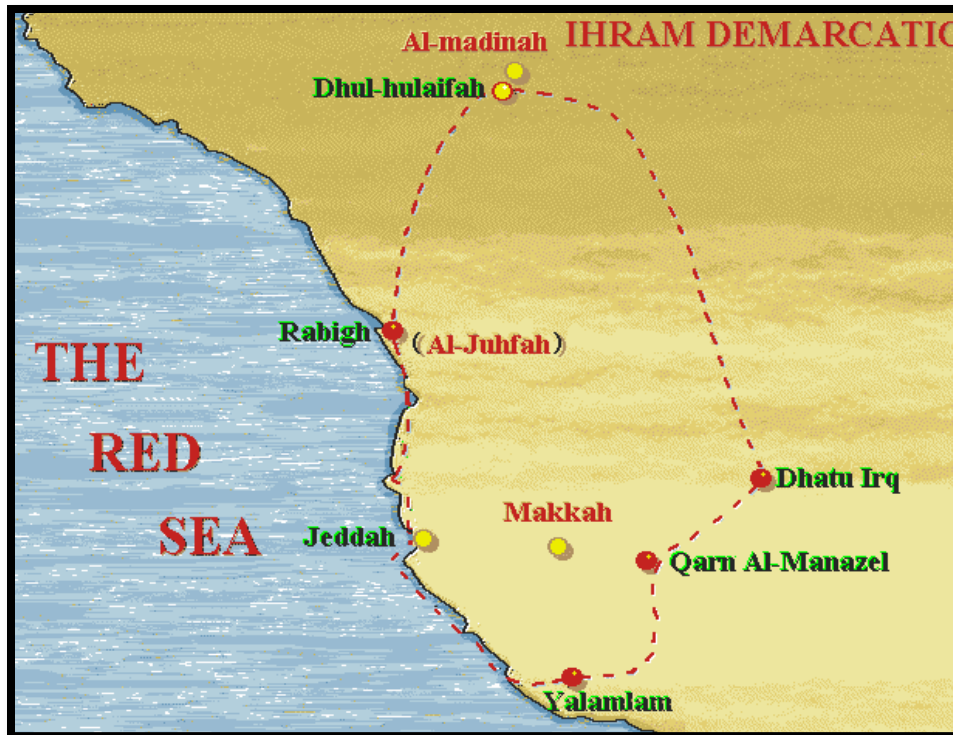 Al-madinah IHRAM DEMARCATIO
Dhul-hulaifah
Rabigh (Al-Juhfah)
THE
RED
SEA
Dhatu Irq
Makkah
Jeddah
Qarn Al-Manazel
Yalamlam